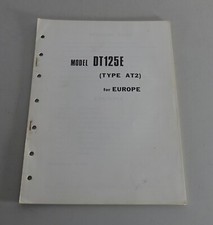 MODEL DT125E
(TYPE AT2)
for EUROPE